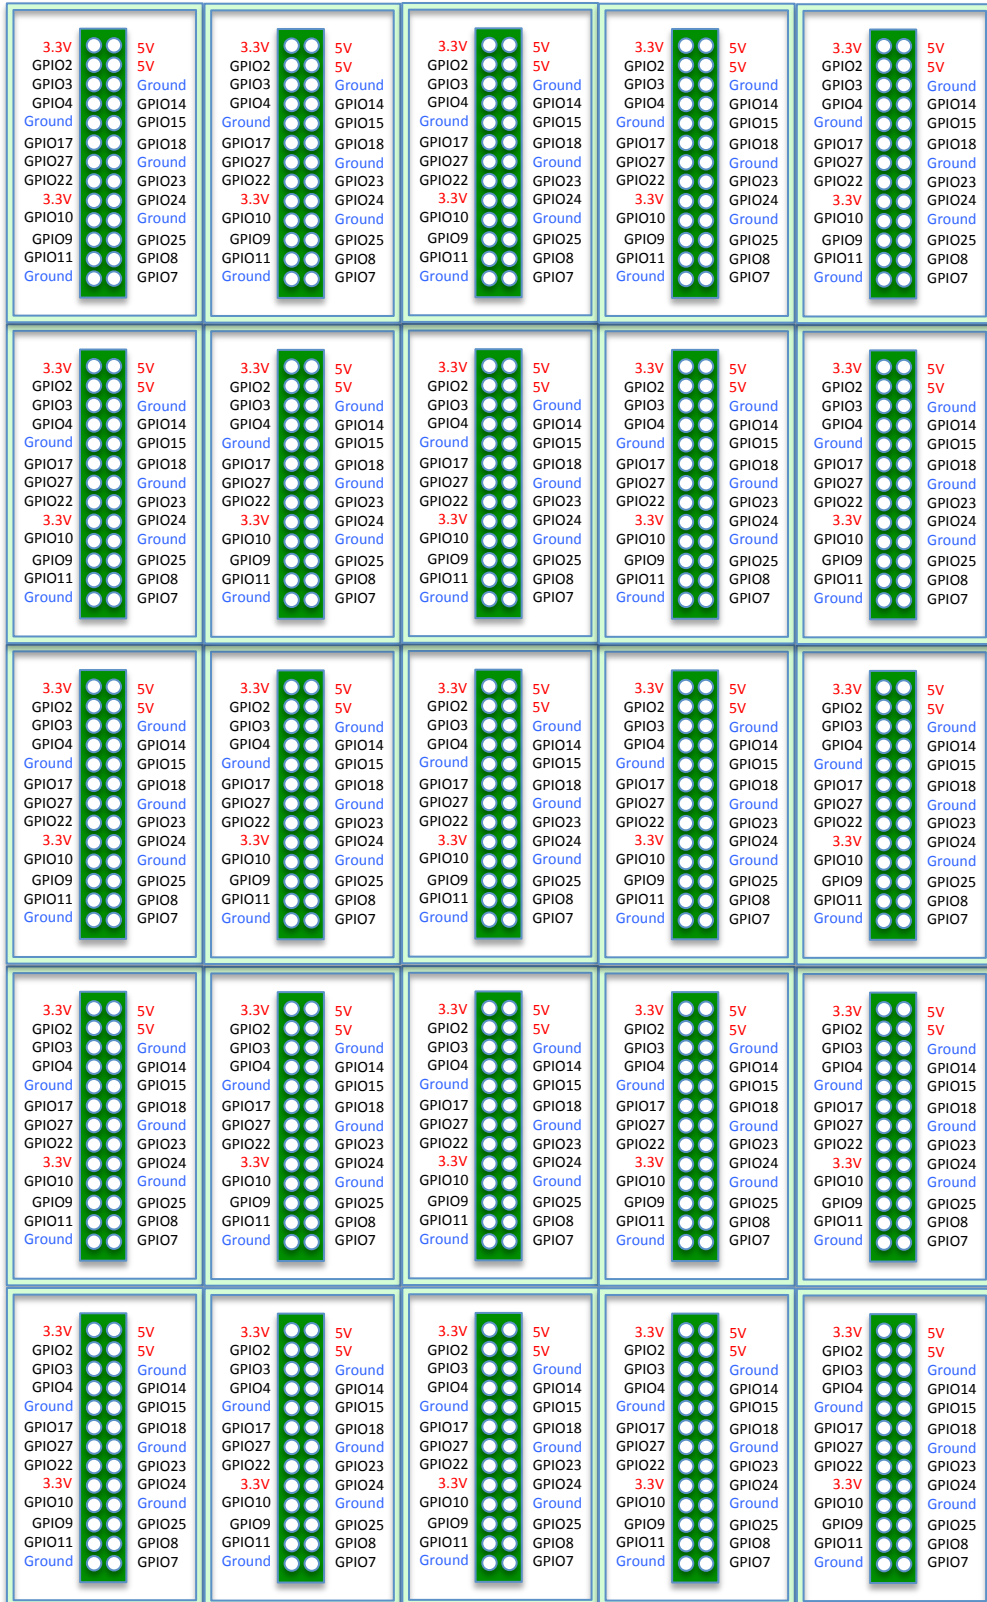 3.3V 5V 3.3V 5V 3.3V 5V 3.3V 5V 3.3V 5V
GPIO2 5V GPIO2 5V GPIO2 5V GPIO2 5V GPIO2 5V
GPIO3 Ground GPIO3 Ground GPIO3 Ground GPIO3 Ground GPIO3 Ground
GPIO4 GPIO14 GPIO4 GPIO14 GPIO4 GPIO14 GPIO4 GPIO14 GPIO4 GPIO14
Ground GPIO15 Ground GPIO15 Ground GPIO15 Ground GPIO15 Ground GPIO15
GPIO17 GPIO18 GPIO17 GPIO18 GPIO17 GPIO18 GPIO17 GPIO18 GPIO17 GPIO18
GPIO27 Ground GPIO27 Ground GPIO27 Ground GPIO27 Ground GPIO27 Ground
GPIO22 GPIO23 GPIO22 GPIO23 GPIO22 GPIO23 GPIO22 GPIO23 GPIO22 GPIO23
3.3V GPIO24 3.3V GPIO24 3.3V GPIO24 3.3V GPIO24 3.3V GPIO24
GPIO10 Ground GPIO10 Ground GPIO10 Ground GPIO10 Ground GPIO10 Ground
GPIO9 GPIO25 GPIO9 GPIO25 GPIO9 GPIO25 GPIO9 GPIO25 GPIO9 GPIO25
GPIO11 GPIO8 GPIO11 GPIO8 GPIO11 GPIO8 GPIO11 GPIO8 GPIO11 GPIO8
Ground GPIO7 Ground GPIO7 Ground GPIO7 Ground GPIO7 Ground GPIO7
3.3V 5V 3.3V 5V 3.3V 5V 3.3V 5V 3.3V 5V
GPIO2 5V GPIO2 5V GPIO2 5V GPIO2 5V GPIO2 5V
GPIO3 Ground GPIO3 Ground GPIO3 Ground GPIO3 Ground GPIO3 Ground
GPIO4 GPIO14 GPIO4 GPIO14 GPIO4 GPIO14 GPIO4 GPIO14 GPIO4 GPIO14
Ground GPIO15 Ground GPIO15 Ground GPIO15 Ground GPIO15 Ground GPIO15
GPIO17 GPIO18 GPIO17 GPIO18 GPIO17 GPIO18 GPIO17 GPIO18 GPIO17 GPIO18
GPIO27 Ground GPIO27 Ground GPIO27 Ground GPIO27 Ground GPIO27 Ground
GPIO22 GPIO23 GPIO22 GPIO23 GPIO22 GPIO23 GPIO22 GPIO23 GPIO22 GPIO23
3.3V GPIO24 3.3V GPIO24 3.3V GPIO24 3.3V GPIO24 3.3V GPIO24
GPIO10 Ground GPIO10 Ground GPIO10 Ground GPIO10 Ground GPIO10 Ground
GPIO9 GPIO25 GPIO9 GPIO25 GPIO9 GPIO25 GPIO9 GPIO25 GPIO9 GPIO25
GPIO11 GPIO8 GPIO11 GPIO8 GPIO11 GPIO8 GPIO11 GPIO8 GPIO11 GPIO8
Ground GPIO7 Ground GPIO7 Ground GPIO7 Ground GPIO7 Ground GPIO7
3.3V 5V 3.3V 5V 3.3V 5V 3.3V 5V 3.3V 5V
GPIO2 5V GPIO2 5V GPIO2 5V GPIO2 5V GPIO2 5V
GPIO3 Ground GPIO3 Ground GPIO3 Ground GPIO3 Ground GPIO3 Ground
GPIO4 GPIO14 GPIO4 GPIO14 GPIO4 GPIO14 GPIO4 GPIO14 GPIO4 GPIO14
Ground GPIO15 Ground GPIO15 Ground GPIO15 Ground GPIO15 Ground GPIO15
GPIO17 GPIO18 GPIO17 GPIO18 GPIO17 GPIO18 GPIO17 GPIO18 GPIO17 GPIO18
GPIO27 Ground GPIO27 Ground GPIO27 Ground GPIO27 Ground GPIO27 Ground
GPIO22 GPIO23 GPIO22 GPIO23 GPIO22 GPIO23 GPIO22 GPIO23 GPIO22 GPIO23
3.3V GPIO24 3.3V GPIO24 3.3V GPIO24 3.3V GPIO24 3.3V GPIO24
GPIO10 Ground GPIO10 Ground GPIO10 Ground GPIO10 Ground GPIO10 Ground
GPIO9 GPIO25 GPIO9 GPIO25 GPIO9 GPIO25 GPIO9 GPIO25 GPIO9 GPIO25
GPIO11 GPIO8 GPIO11 GPIO8 GPIO11 GPIO8 GPIO11 GPIO8 GPIO11 GPIO8
Ground GPIO7 Ground GPIO7 Ground GPIO7 Ground GPIO7 Ground GPIO7
3.3V 5V 3.3V 5V 3.3V 5V 3.3V 5V 3.3V 5V
GPIO2 5V GPIO2 5V GPIO2 5V GPIO2 5V GPIO2 5V
GPIO3 Ground GPIO3 Ground GPIO3 Ground GPIO3 Ground GPIO3 Ground
GPIO4 GPIO14 GPIO4 GPIO14 GPIO4 GPIO14 GPIO4 GPIO14 GPIO4 GPIO14
Ground GPIO15 Ground GPIO15 Ground GPIO15 Ground GPIO15 Ground GPIO15
GPIO17 GPIO18 GPIO17 GPIO18 GPIO17 GPIO18 GPIO17 GPIO18 GPIO17 GPIO18
GPIO27 Ground GPIO27 Ground GPIO27 Ground GPIO27 Ground GPIO27 Ground
GPIO22 GPIO23 GPIO22 GPIO23 GPIO22 GPIO23 GPIO22 GPIO23 GPIO22 GPIO23
3.3V GPIO24 3.3V GPIO24 3.3V GPIO24 3.3V GPIO24 3.3V GPIO24
GPIO10 Ground GPIO10 Ground GPIO10 Ground GPIO10 Ground GPIO10 Ground
GPIO9 GPIO25 GPIO9 GPIO25 GPIO9 GPIO25 GPIO9 GPIO25 GPIO9 GPIO25
GPIO11 GPIO8 GPIO11 GPIO8 GPIO11 GPIO8 GPIO11 GPIO8 GPIO11 GPIO8
Ground GPIO7 Ground GPIO7 Ground GPIO7 Ground GPIO7 Ground GPIO7
3.3V 5V 3.3V 5V 3.3V 5V 3.3V 5V 3.3V 5V
GPIO2 5V GPIO2 5V GPIO2 5V GPIO2 5V GPIO2 5V
GPIO3 Ground GPIO3 Ground GPIO3 Ground GPIO3 Ground GPIO3 Ground
GPIO4 GPIO14 GPIO4 GPIO14 GPIO4 GPIO14 GPIO4 GPIO14 GPIO4 GPIO14
Ground GPIO15 Ground GPIO15 Ground GPIO15 Ground GPIO15 Ground GPIO15
GPIO17 GPIO18 GPIO17 GPIO18 GPIO17 GPIO18 GPIO17 GPIO18 GPIO17 GPIO18
GPIO27 Ground GPIO27 Ground GPIO27 Ground GPIO27 Ground GPIO27 Ground
GPIO22 GPIO23 GPIO22 GPIO23 GPIO22 GPIO23 GPIO22 GPIO23 GPIO22 GPIO23
3.3V GPIO24 3.3V GPIO24 3.3V GPIO24 3.3V GPIO24 3.3V GPIO24
GPIO10 Ground GPIO10 Ground GPIO10 Ground GPIO10 Ground GPIO10 Ground
GPIO9 GPIO25 GPIO9 GPIO25 GPIO9 GPIO25 GPIO9 GPIO25 GPIO9 GPIO25
GPIO11 GPIO8 GPIO11 GPIO8 GPIO11 GPIO8 GPIO11 GPIO8 GPIO11 GPIO8
Ground GPIO7 Ground GPIO7 Ground GPIO7 Ground GPIO7 Ground GPIO7